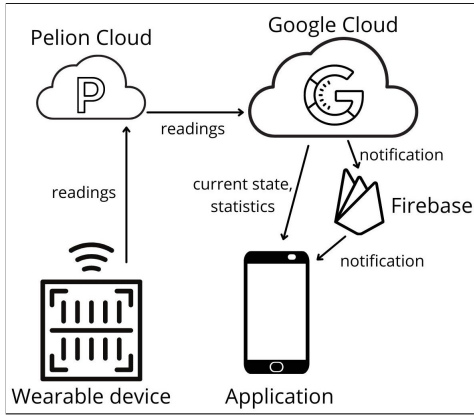 Pelion Cloud
Google Cloud
P
G
readings
notification
readings
current state,
statistics
Firebase
notification
Wearable device
Application